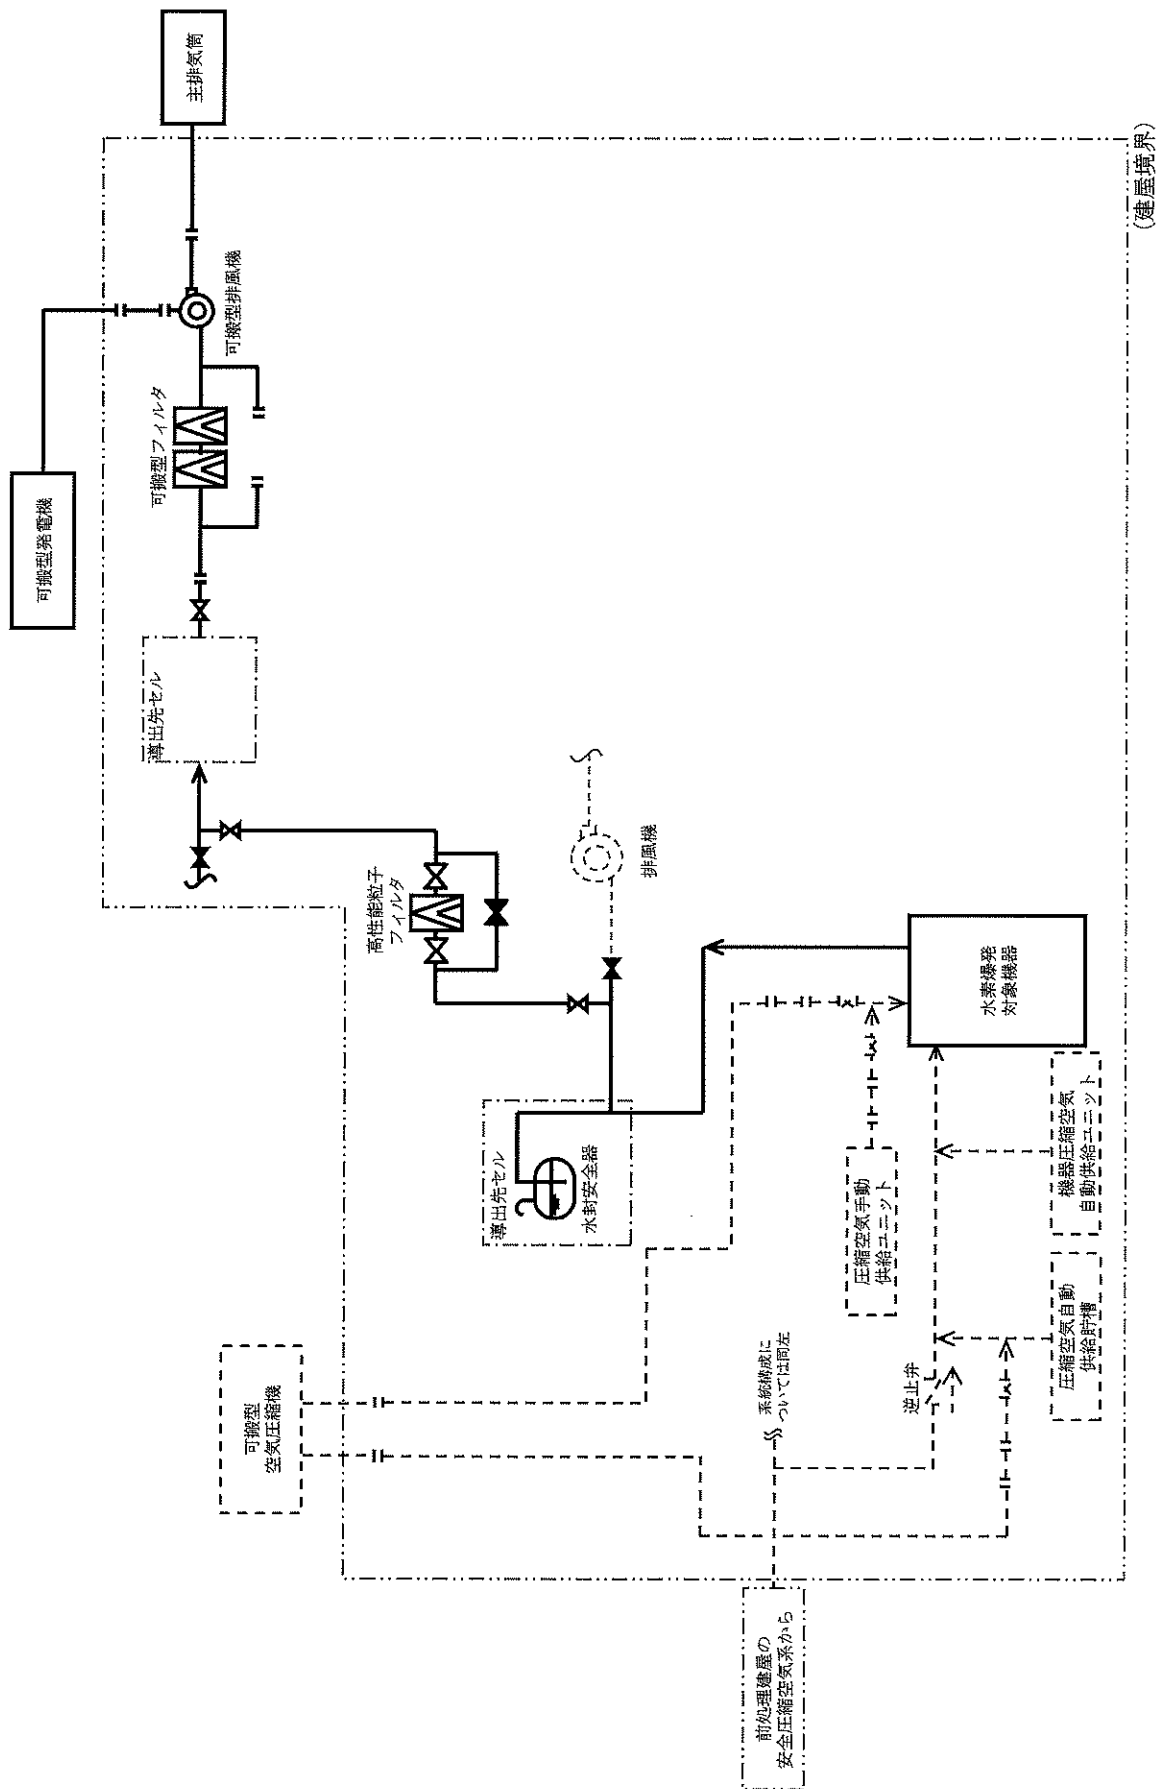 主排気筒
(建屋境界)
可搬型排風機
可搬型フィルタ
可搬型発電機
導出先セル
排風機
高性能粒子
フィルタ
水素爆発
対象機器
導出先セル
水封安全器
圧縮空気手動
供給ユニット
機器圧縮空気
自動供給ユニット
圧縮空気自動
供給貯槽
系統構成に
ついては同左
逆止弁
可搬型
空気圧縮機
前処理建屋の
安全圧縮空気系から